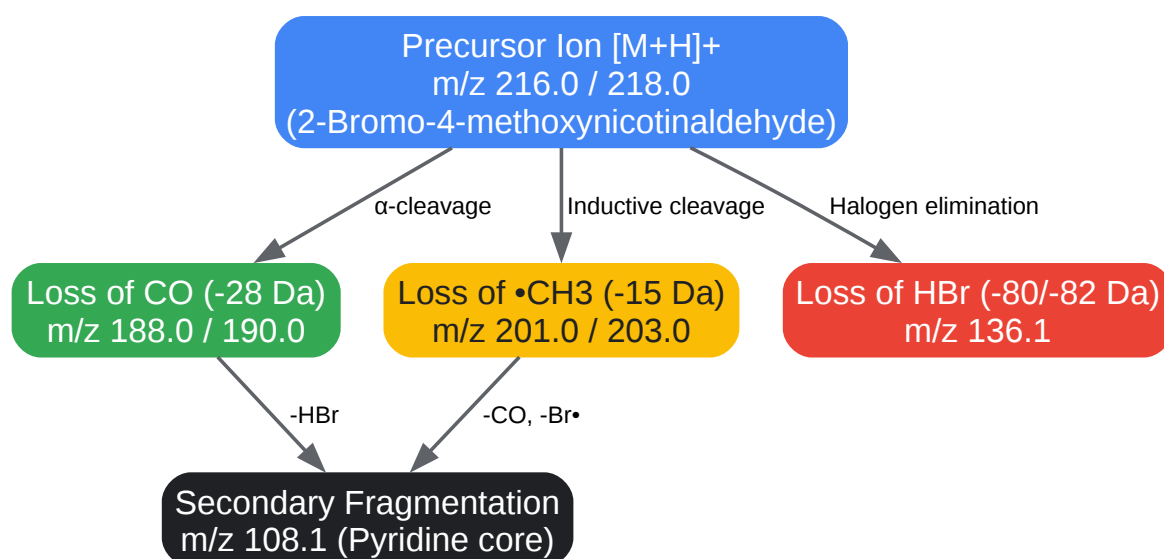 Precursor Ion [M+H]+
m/z 216.0 / 218.0
(2-Bromo-4-methoxynicotinaldehyde)
α-cleavage
Inductive cleavage
Halogen elimination
Loss of CO (-28 Da)
m/z 188.0 / 190.0
Loss of •CH3 (-15 Da)
m/z 201.0 / 203.0
Loss of HBr (-80/-82 Da)
m/z 136.1
-HBr
-CO, -Br•
Secondary Fragmentation
m/z 108.1 (Pyridine core)